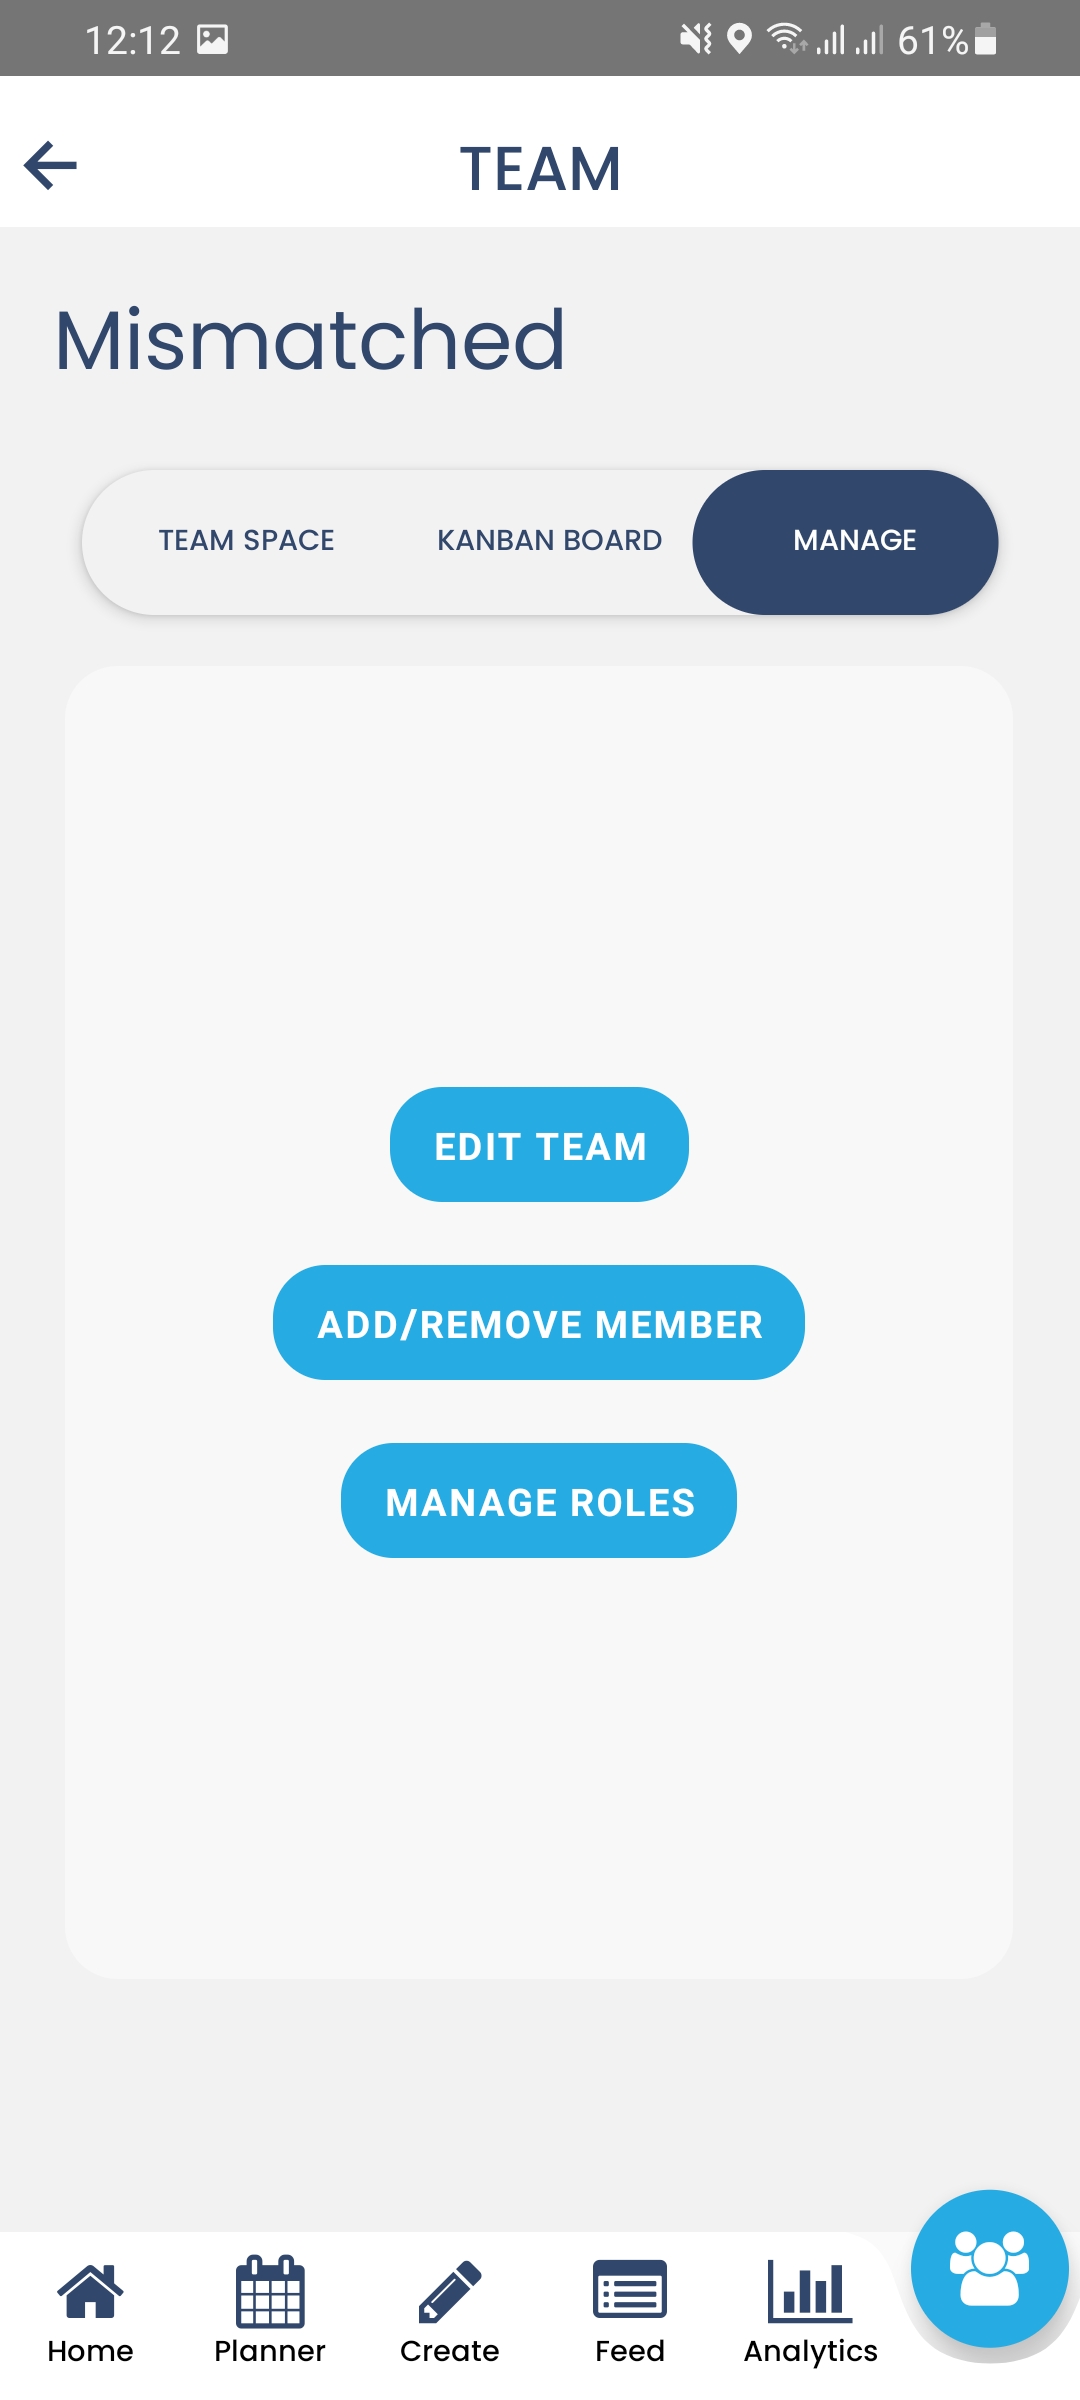 12:12 61%
TEAM
Mismatched
TEAM SPACE KANBAN BOARD MANAGE
EDIT TEAM
ADD/REMOVE MEMBER
MANAGE ROLES
Home Planner Create Feed Analytics